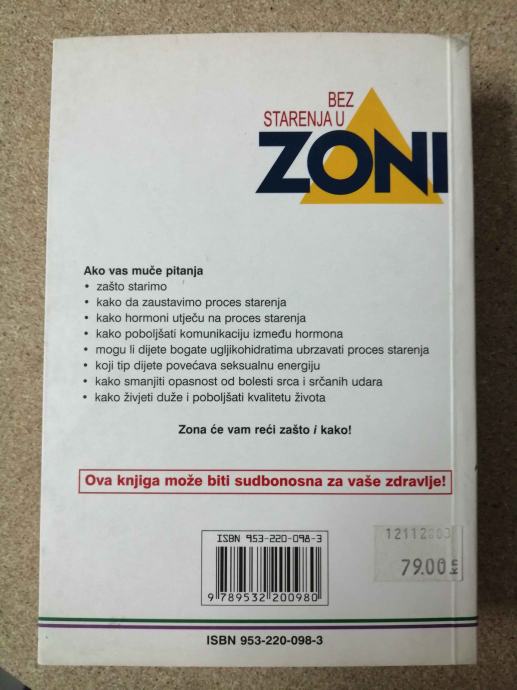 BEZ
STARENJA U
ZONI
Ako vas muče pitanja
• zašto starimo
• kako da zaustavimo proces starenja
• kako hormoni utječu na proces starenja
• kako poboljšati komunikaciju između hormona
• mogu li dijete bogate ugljikohidratima ubrzavati proces starenja
• koji tip dijete povećava seksualnu energiju
• kako smanjiti opasnost od bolesti srca i srčanih udara
• kako živjeti duže i poboljšati kvalitetu života
Zona će vam reći zašto i kako!
Ova knjiga može biti sudbonosna za vaše zdravlje!
ISBN 953-220-098-3
9 789532 200980
79.00 kn
ISBN 953-220-098-3